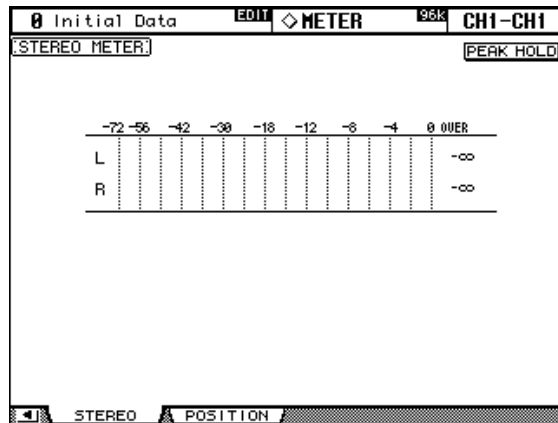 0 Initial Data EDIT ◇METER 96K CH1-CH1
STEREO METER PEAK HOLD
-72 -56 -42 -30 -18 -12 -8 -4 0 OVER
L -∞
R -∞
STEREO POSITION